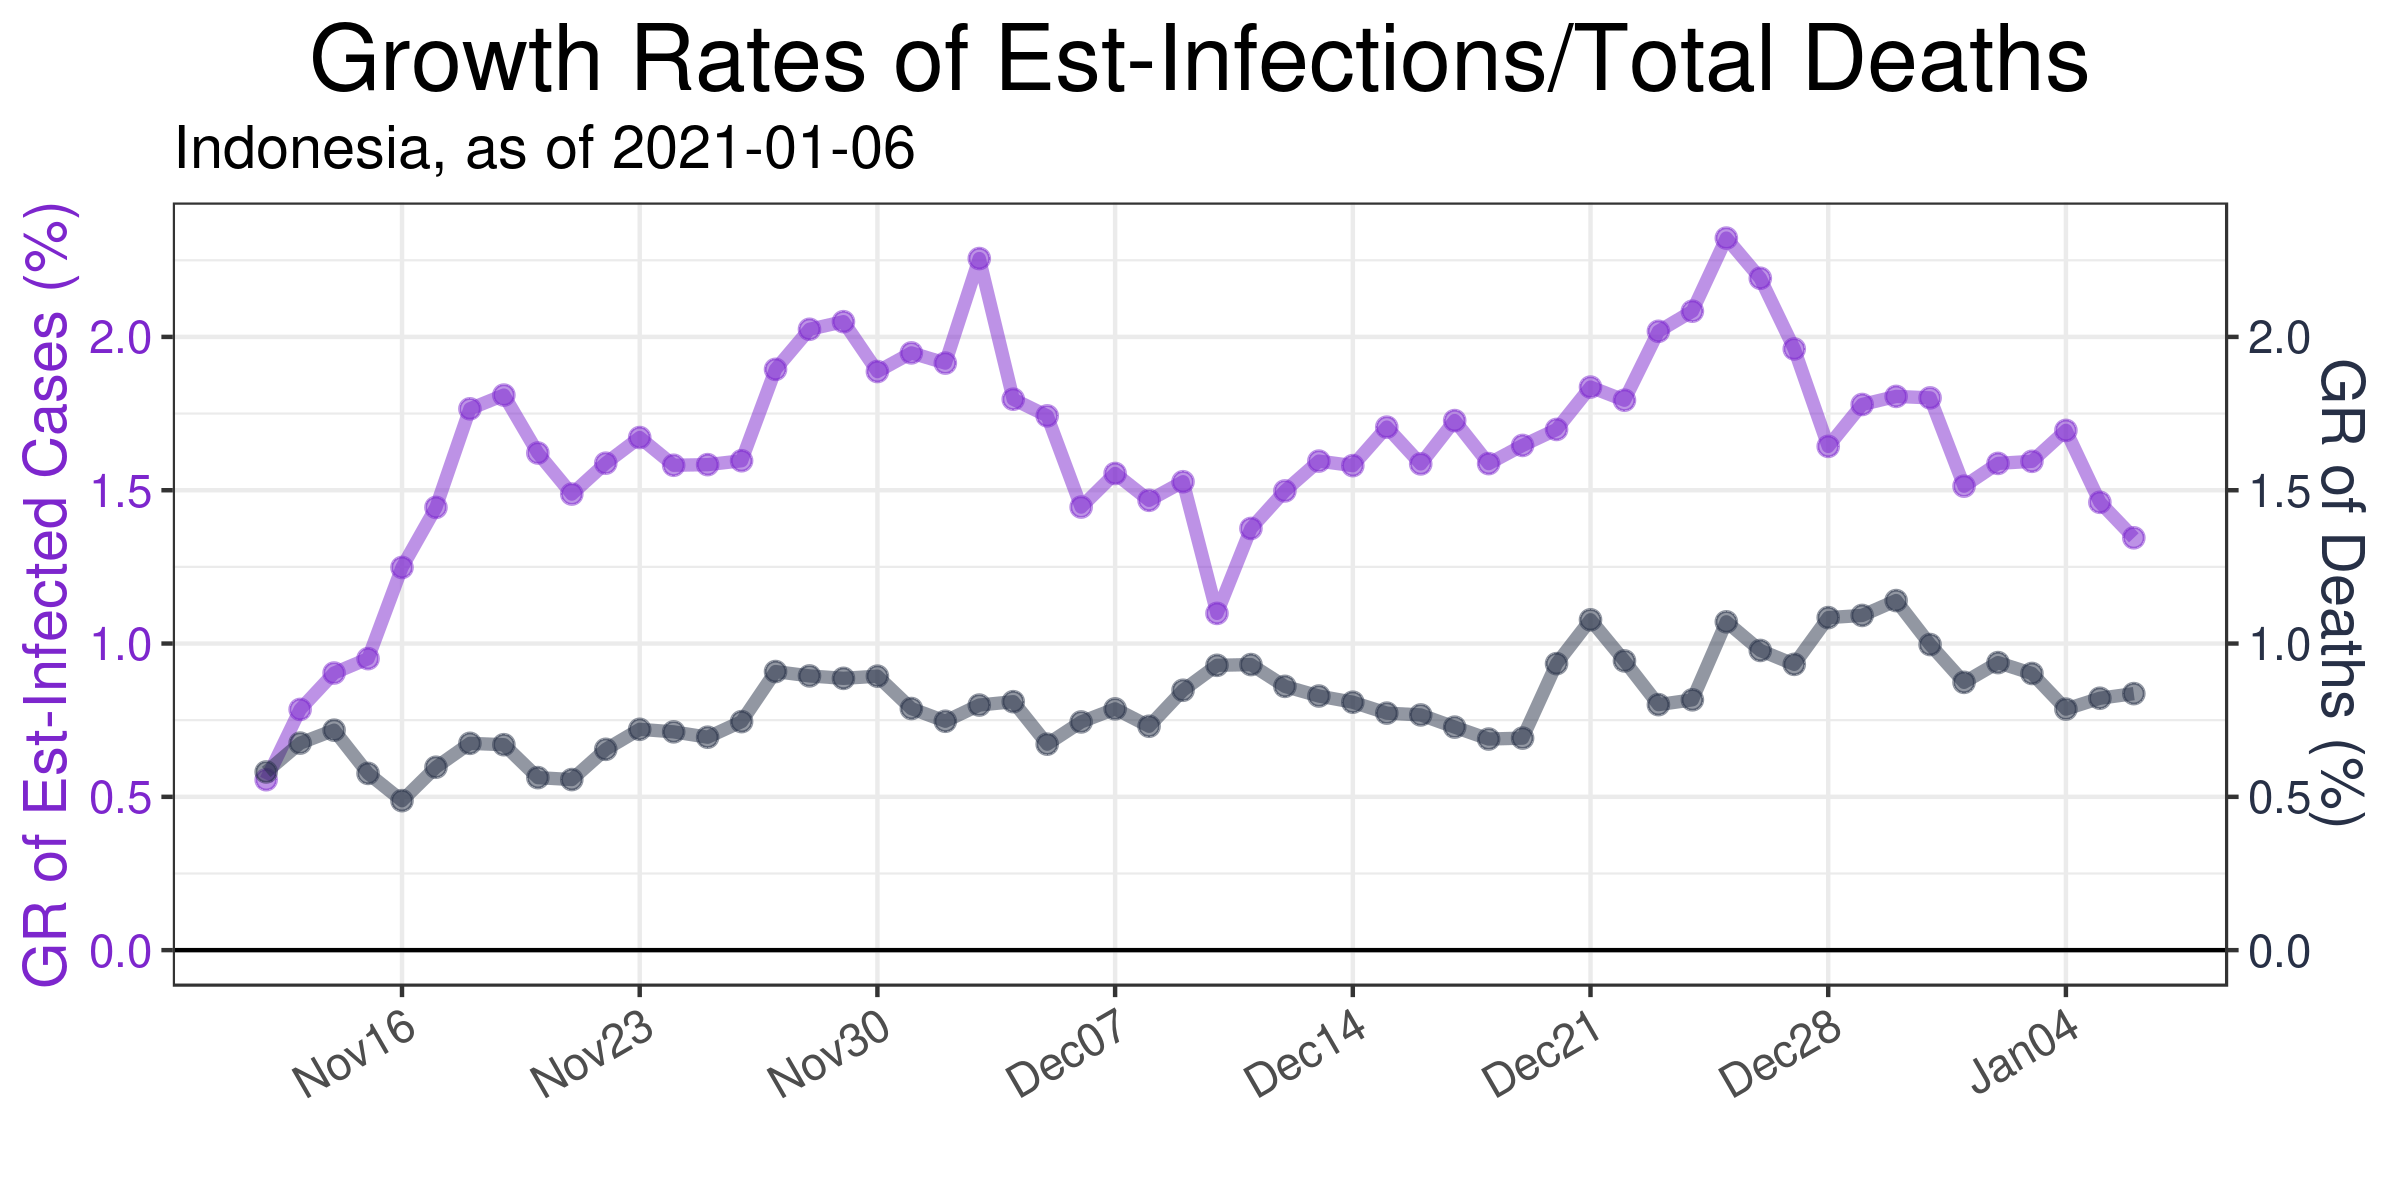 Growth Rates of Est-Infections/Total Deaths
Indonesia, as of 2021-01-06
GR of Est-Infected Cases (%)
2.0
1.5
1.0
0.5
0.0
2.0
1.5
1.0
0.5
0.0
GR of Deaths (%)
Nov16
Nov23
Nov30
Dec07
Dec14
Dec21
Dec28
Jan04